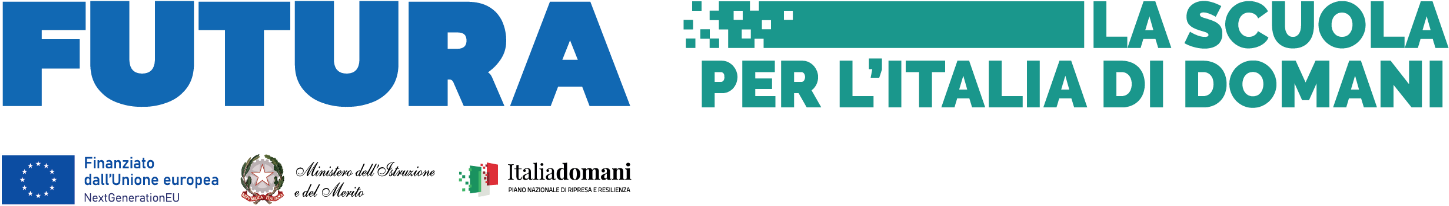 FUTURA
LA SCUOLA
PER L'ITALIA DI DOMANI
Finanziato
dall'Unione europea
NextGenerationEU
Ministero dell'Istruzione
e del Merito
Italiadomani
PIANO NAZIONALE DI RIPRESA E RESILIENZA